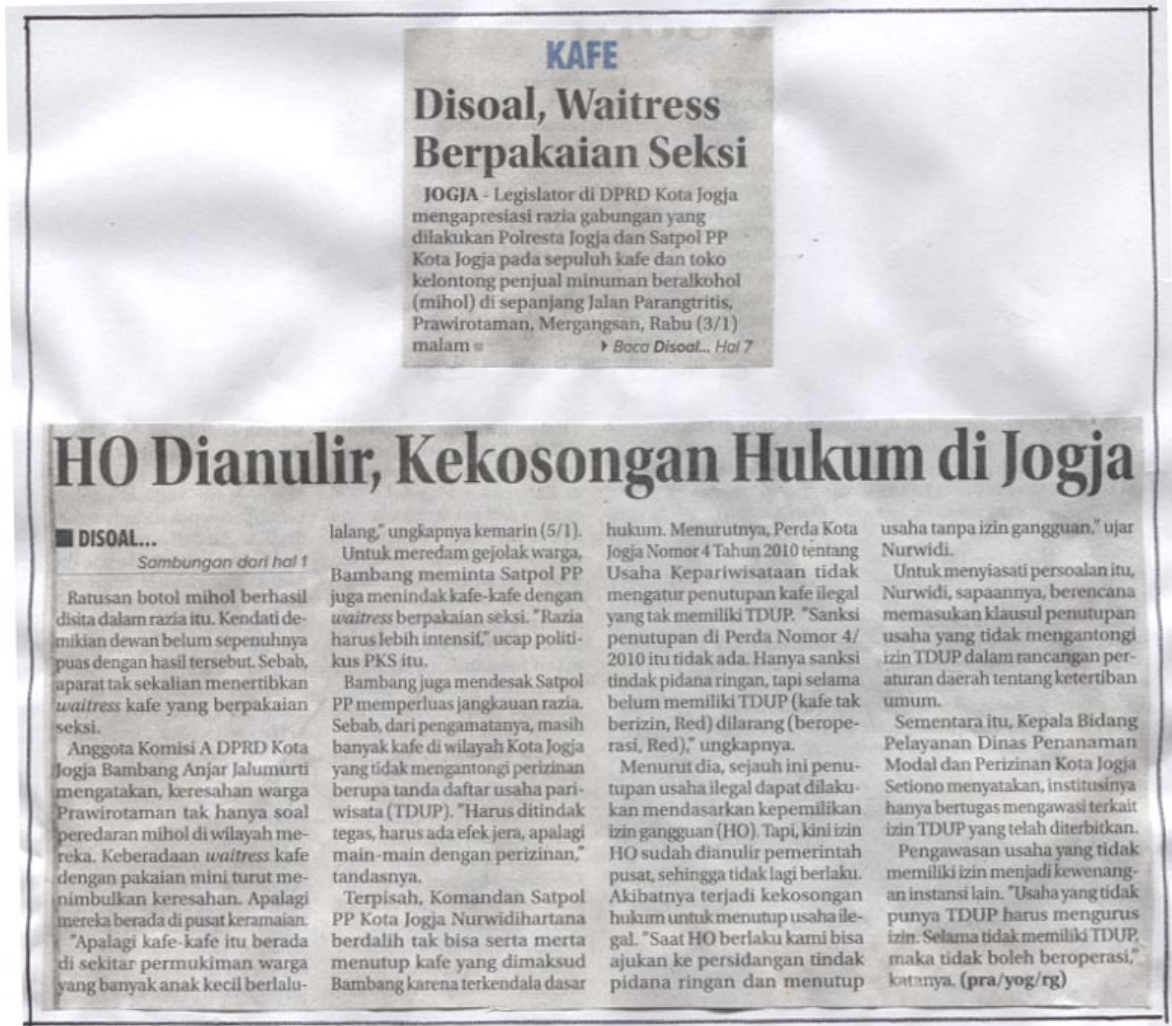 KAFE
Disoal, Waitress
Berpakaian Seksi
JOGJA - Legislator di DPRD Kota Jogja
mengapresiasi razia gabungan yang
dilakukan Polresta Jogja dan Satpol PP
Kota Jogja pada sepuluh kafe dan toko
kelontong penjual minuman beralkohol
(mihol) di sepanjang Jalan Parangtritis,
Prawirotaman, Mergangsan, Rabu (3/1)
malam ■ ▶ Baca Disoal... Hal 7
HO Dianulir, Kekosongan Hukum di Jogja
■ DISOAL...
Sambungan dari hal 1
Ratusan botol mihol berhasil
disita dalam razia itu. Kendati de-
mikian dewan belum sepenuhnya
puas dengan hasil tersebut. Sebab,
aparat tak sekalian menertibkan
waitress kafe yang berpakaian
seksi.
Anggota Komisi A DPRD Kota
Jogja Bambang Anjar Jalumurti
mengatakan, keresahan warga
Prawirotaman tak hanya soal
peredaran mihol di wilayah me-
reka. Keberadaan waitress kafe
dengan pakaian mini turut me-
nimbulkan keresahan. Apalagi
mereka berada di pusat keramaian.
"Apalagi kafe-kafe itu berada
di sekitar permukiman warga
yang banyak anak kecil berlalu-
lalang," ungkapnya kemarin (5/1).
Untuk meredam gejolak warga,
Bambang meminta Satpol PP
juga menindak kafe-kafe dengan
waitress berpakaian seksi. "Razia
harus lebih intensif," ucap politi-
kus PKS itu.
Bambang juga mendesak Satpol
PP memperluas jangkauan razia.
Sebab, dari pengamatanya, masih
banyak kafe di wilayah Kota Jogja
yang tidak mengantongi perizinan
berupa tanda daftar usaha pari-
wisata (TDUP). "Harus ditindak
tegas, harus ada efek jera, apalagi
main-main dengan perizinan,"
tandasnya.
Terpisah, Komandan Satpol
PP Kota Jogja Nurwidihartana
berdalih tak bisa serta merta
menutup kafe yang dimaksud
Bambang karena terkendala dasar
hukum. Menurutnya, Perda Kota
Jogja Nomor 4 Tahun 2010 tentang
Usaha Kepariwisataan tidak
mengatur penutupan kafe ilegal
yang tak memiliki TDUP. "Sanksi
penutupan di Perda Nomor 4/
2010 itu tidak ada. Hanya sanksi
tindak pidana ringan, tapi selama
belum memiliki TDUP (kafe tak
berizin, Red) dilarang (berope-
rasi, Red)," ungkapnya.
Menurut dia, sejauh ini penu-
tupan usaha ilegal dapat dilaku-
kan mendasarkan kepemilikan
izin gangguan (HO). Tapi, kini izin
HO sudah dianulir pemerintah
pusat, sehingga tidak lagi berlaku.
Akibatnya terjadi kekosongan
hukum untuk menutup usaha ile-
gal. "Saat HO berlaku kami bisa
ajukan ke persidangan tindak
pidana ringan dan menutup
usaha tanpa izin gangguan," ujar
Nurwidi.
Untuk menyiasati persoalan itu,
Nurwidi, sapaannya, berencana
memasukan klausul penutupan
usaha yang tidak mengantongi
izin TDUP dalam rancangan per-
aturan daerah tentang ketertiban
umum.
Sementara itu, Kepala Bidang
Pelayanan Dinas Penanaman
Modal dan Perizinan Kota Jogja
Setiono menyatakan, institusinya
hanya bertugas mengawasi terkait
izin TDUP yang telah diterbitkan.
Pengawasan usaha yang tidak
memiliki izin menjadi kewenang-
an instansi lain. "Usaha yang tidak
punya TDUP harus mengurus
izin. Selama tidak memiliki TDUP,
maka tidak boleh beroperasi,"
katanya. (pra/yog/rg)